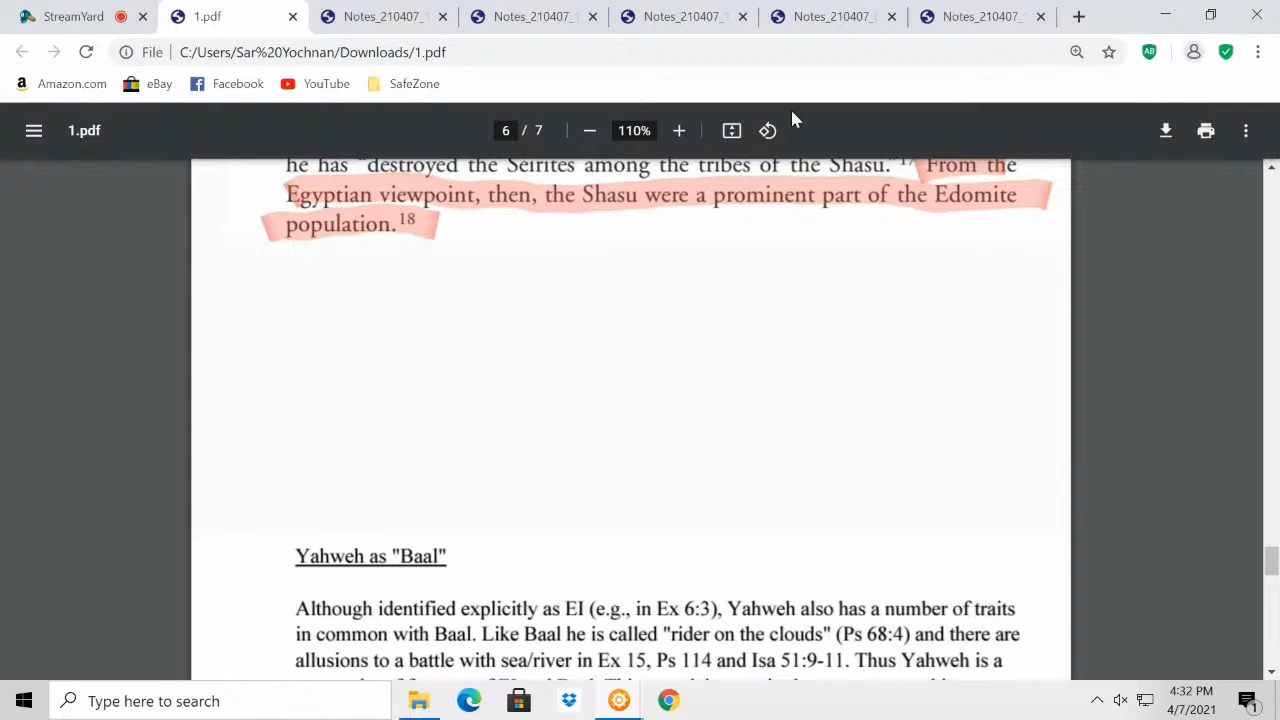 StreamYard
1.pdf
Notes_210407_
Notes_210407_
Notes_210407_
Notes_210407_
Notes_210407_
File
C:/Users/Sar%20Yochnan/Downloads/1.pdf
Amazon.com
eBay
Facebook
YouTube
SafeZone
1.pdf
6 / 7
110%
he has "destroyed the Seirites among the tribes of the Shasu."17 From the
Egyptian viewpoint, then, the Shasu were a prominent part of the Edomite
population.18
Yahweh as "Baal"
Although identified explicitly as EI (e.g., in Ex 6:3), Yahweh also has a number of traits
in common with Baal. Like Baal he is called "rider on the clouds" (Ps 68:4) and there are
allusions to a battle with sea/river in Ex 15, Ps 114 and Isa 51:9-11. Thus Yahweh is a
Type here to search
4:32 PM
4/7/2021